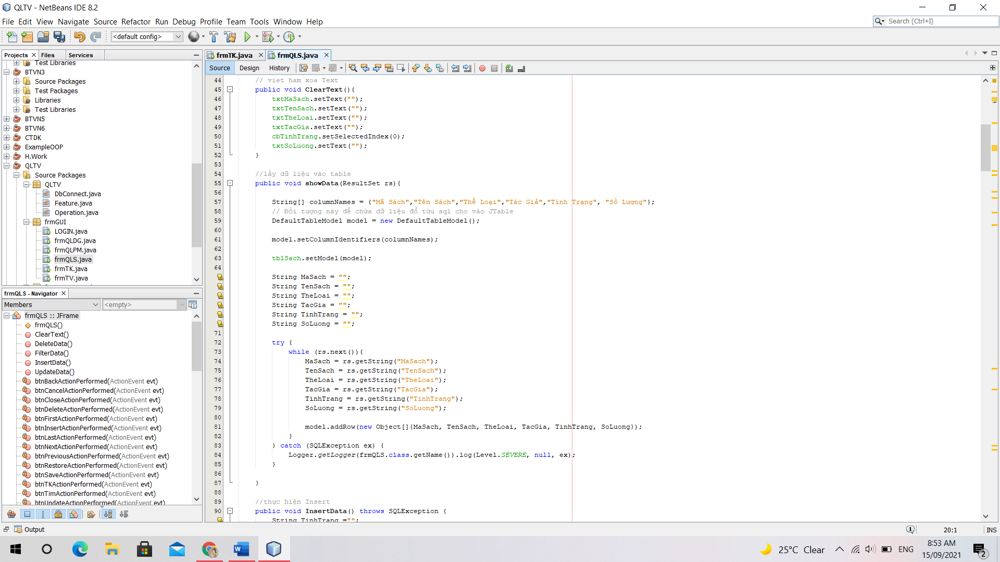 QLTV - NetBeans IDE 8.2
File Edit View Navigate Source Refactor Run Debug Profile Team Tools Window Help
Search (Ctrl+I)
<default config>
Projects Files Services
Test Libraries
BTVN3
Source Packages
Test Packages
Libraries
Test Libraries
BTVN5
BTVN6
CTDK
ExampleOOP
H.Work
QLTV
Source Packages
QLTV
DbConnect.java
Feature.java
Operation.java
frmGUI
LOGIN.java
frmQLDG.java
frmQLPM.java
frmQLS.java
frmTK.java
frmTV.java
frmQLS - Navigator
Members <empty>
frmQLS :: JFrame
frmQLS()
ClearText()
DeleteData()
FilterData()
InsertData()
UpdateData()
btnBackActionPerformed(ActionEvent evt)
btnCancelActionPerformed(ActionEvent evt)
btnCloseActionPerformed(ActionEvent evt)
btnDeleteActionPerformed(ActionEvent evt)
btnFirstActionPerformed(ActionEvent evt)
btnInsertActionPerformed(ActionEvent evt)
btnLastActionPerformed(ActionEvent evt)
btnNextActionPerformed(ActionEvent evt)
btnPreviousActionPerformed(ActionEvent evt)
btnRestoreActionPerformed(ActionEvent evt)
btnSaveActionPerformed(ActionEvent evt)
btnTKActionPerformed(ActionEvent evt)
btnTimActionPerformed(ActionEvent evt)
btnUpdateActionPerformed(ActionEvent evt)
frmTK.java frmQLS.java
Source Design History
44 // viet ham xoa Text
45 public void ClearText(){
46 txtMaSach.setText("");
47 txtTenSach.setText("");
48 txtTheLoai.setText("");
49 txtTacGia.setText("");
50 cbTinhTrang.setSelectedIndex(0);
51 txtSoLuong.setText("");
52 }
53
54 //lấy dữ liệu vào table
55 public void showData(ResultSet rs){
56
57 String[] columnNames = {"Mã Sách","Tên Sách","Thể Loại","Tác Giả","Tình Trạng", "Số Lượng"};
58 // Đối tượng này để chứa dữ liệu đổ từu sql cho vào JTable
59 DefaultTableModel model = new DefaultTableModel();
60
61 model.setColumnIdentifiers(columnNames);
62
63 tblSach.setModel(model);
64
String MaSach = "";
String TenSach = "";
String TheLoai = "";
String TacGia = "";
String TinhTrang = "";
String SoLuong = "";
71
72 try {
73 while (rs.next()){
74 MaSach = rs.getString("MaSach");
75 TenSach = rs.getString("TenSach");
76 TheLoai = rs.getString("TheLoai");
77 TacGia = rs.getString("TacGia");
78 TinhTrang = rs.getString("TinhTrang");
79 SoLuong = rs.getString("SoLuong");
80
81 model.addRow(new Object[]{MaSach, TenSach, TheLoai, TacGia, TinhTrang, SoLuong});
82 }
83 } catch (SQLException ex) {
84 Logger.getLogger(frmQLS.class.getName()).log(Level.SEVERE, null, ex);
85 }
86
87 }
88
89 //thực hiện Insert
90 public void InsertData() throws SQLException {
String TinhTrang ="";
Output
1 20:1 INS
25°C Clear ENG 8:53 AM
15/09/2021 2